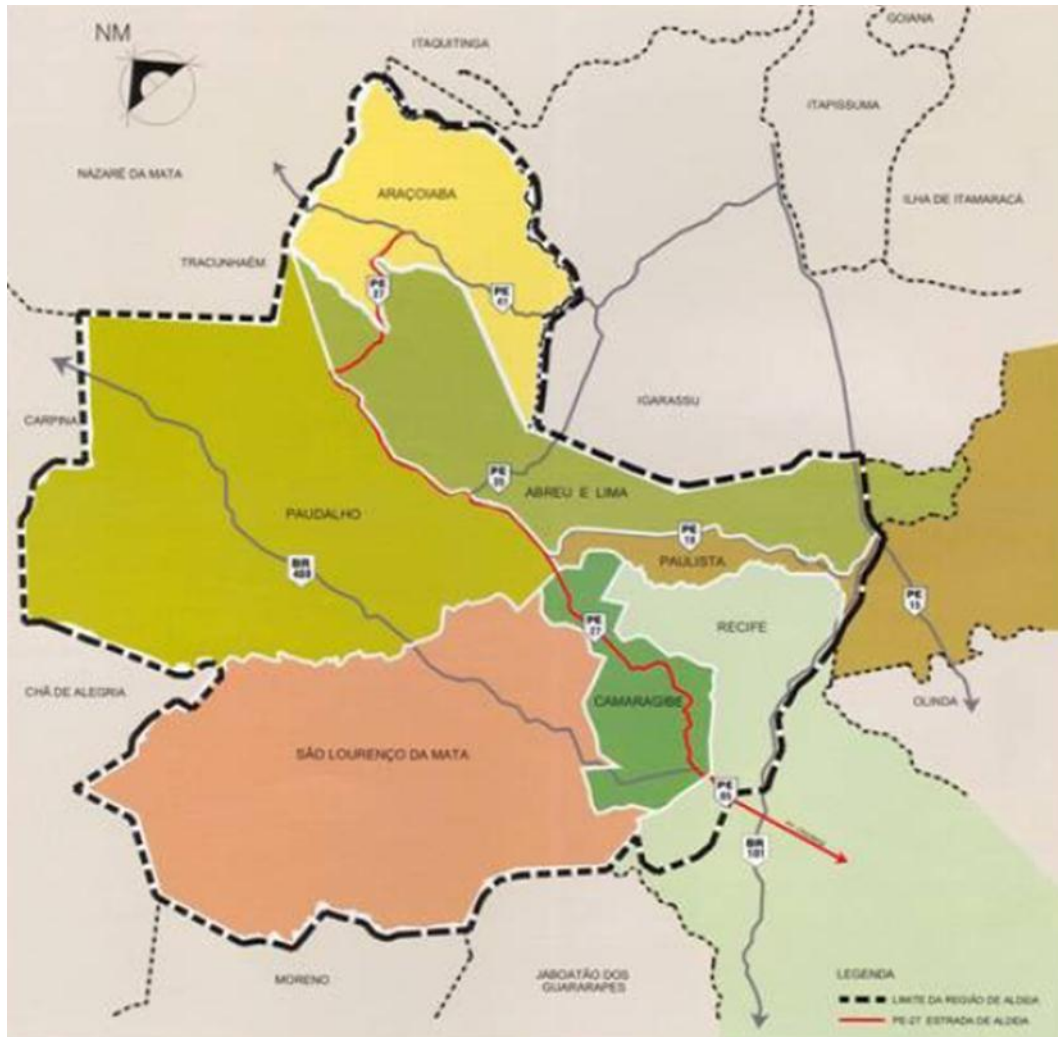 NM
ITAQUITINGA
GOIANA
ITAPISSUMA
NAZARÉ DA MATA
ARAÇOIABA
ILHA DE ITAMARACÁ
TRACUNHAÉM
PE
27
PE
41
CARPINA
IGARASSU
PE
ABREU E LIMA
PAUDALHO
PE
18
PAULISTA
BR
408
PE
15
PE
27
RECIFE
CHÃ DE ALEGRIA
CAMARAGIBE
OLINDA
SÃO LOURENÇO DA MATA
PE
BR
101
MORENO
JABOATÃO DOS
GUARARAPES
LEGENDA
LIMITE DA REGIÃO DE ALDEIA
PE-27 ESTRADA DE ALDEIA